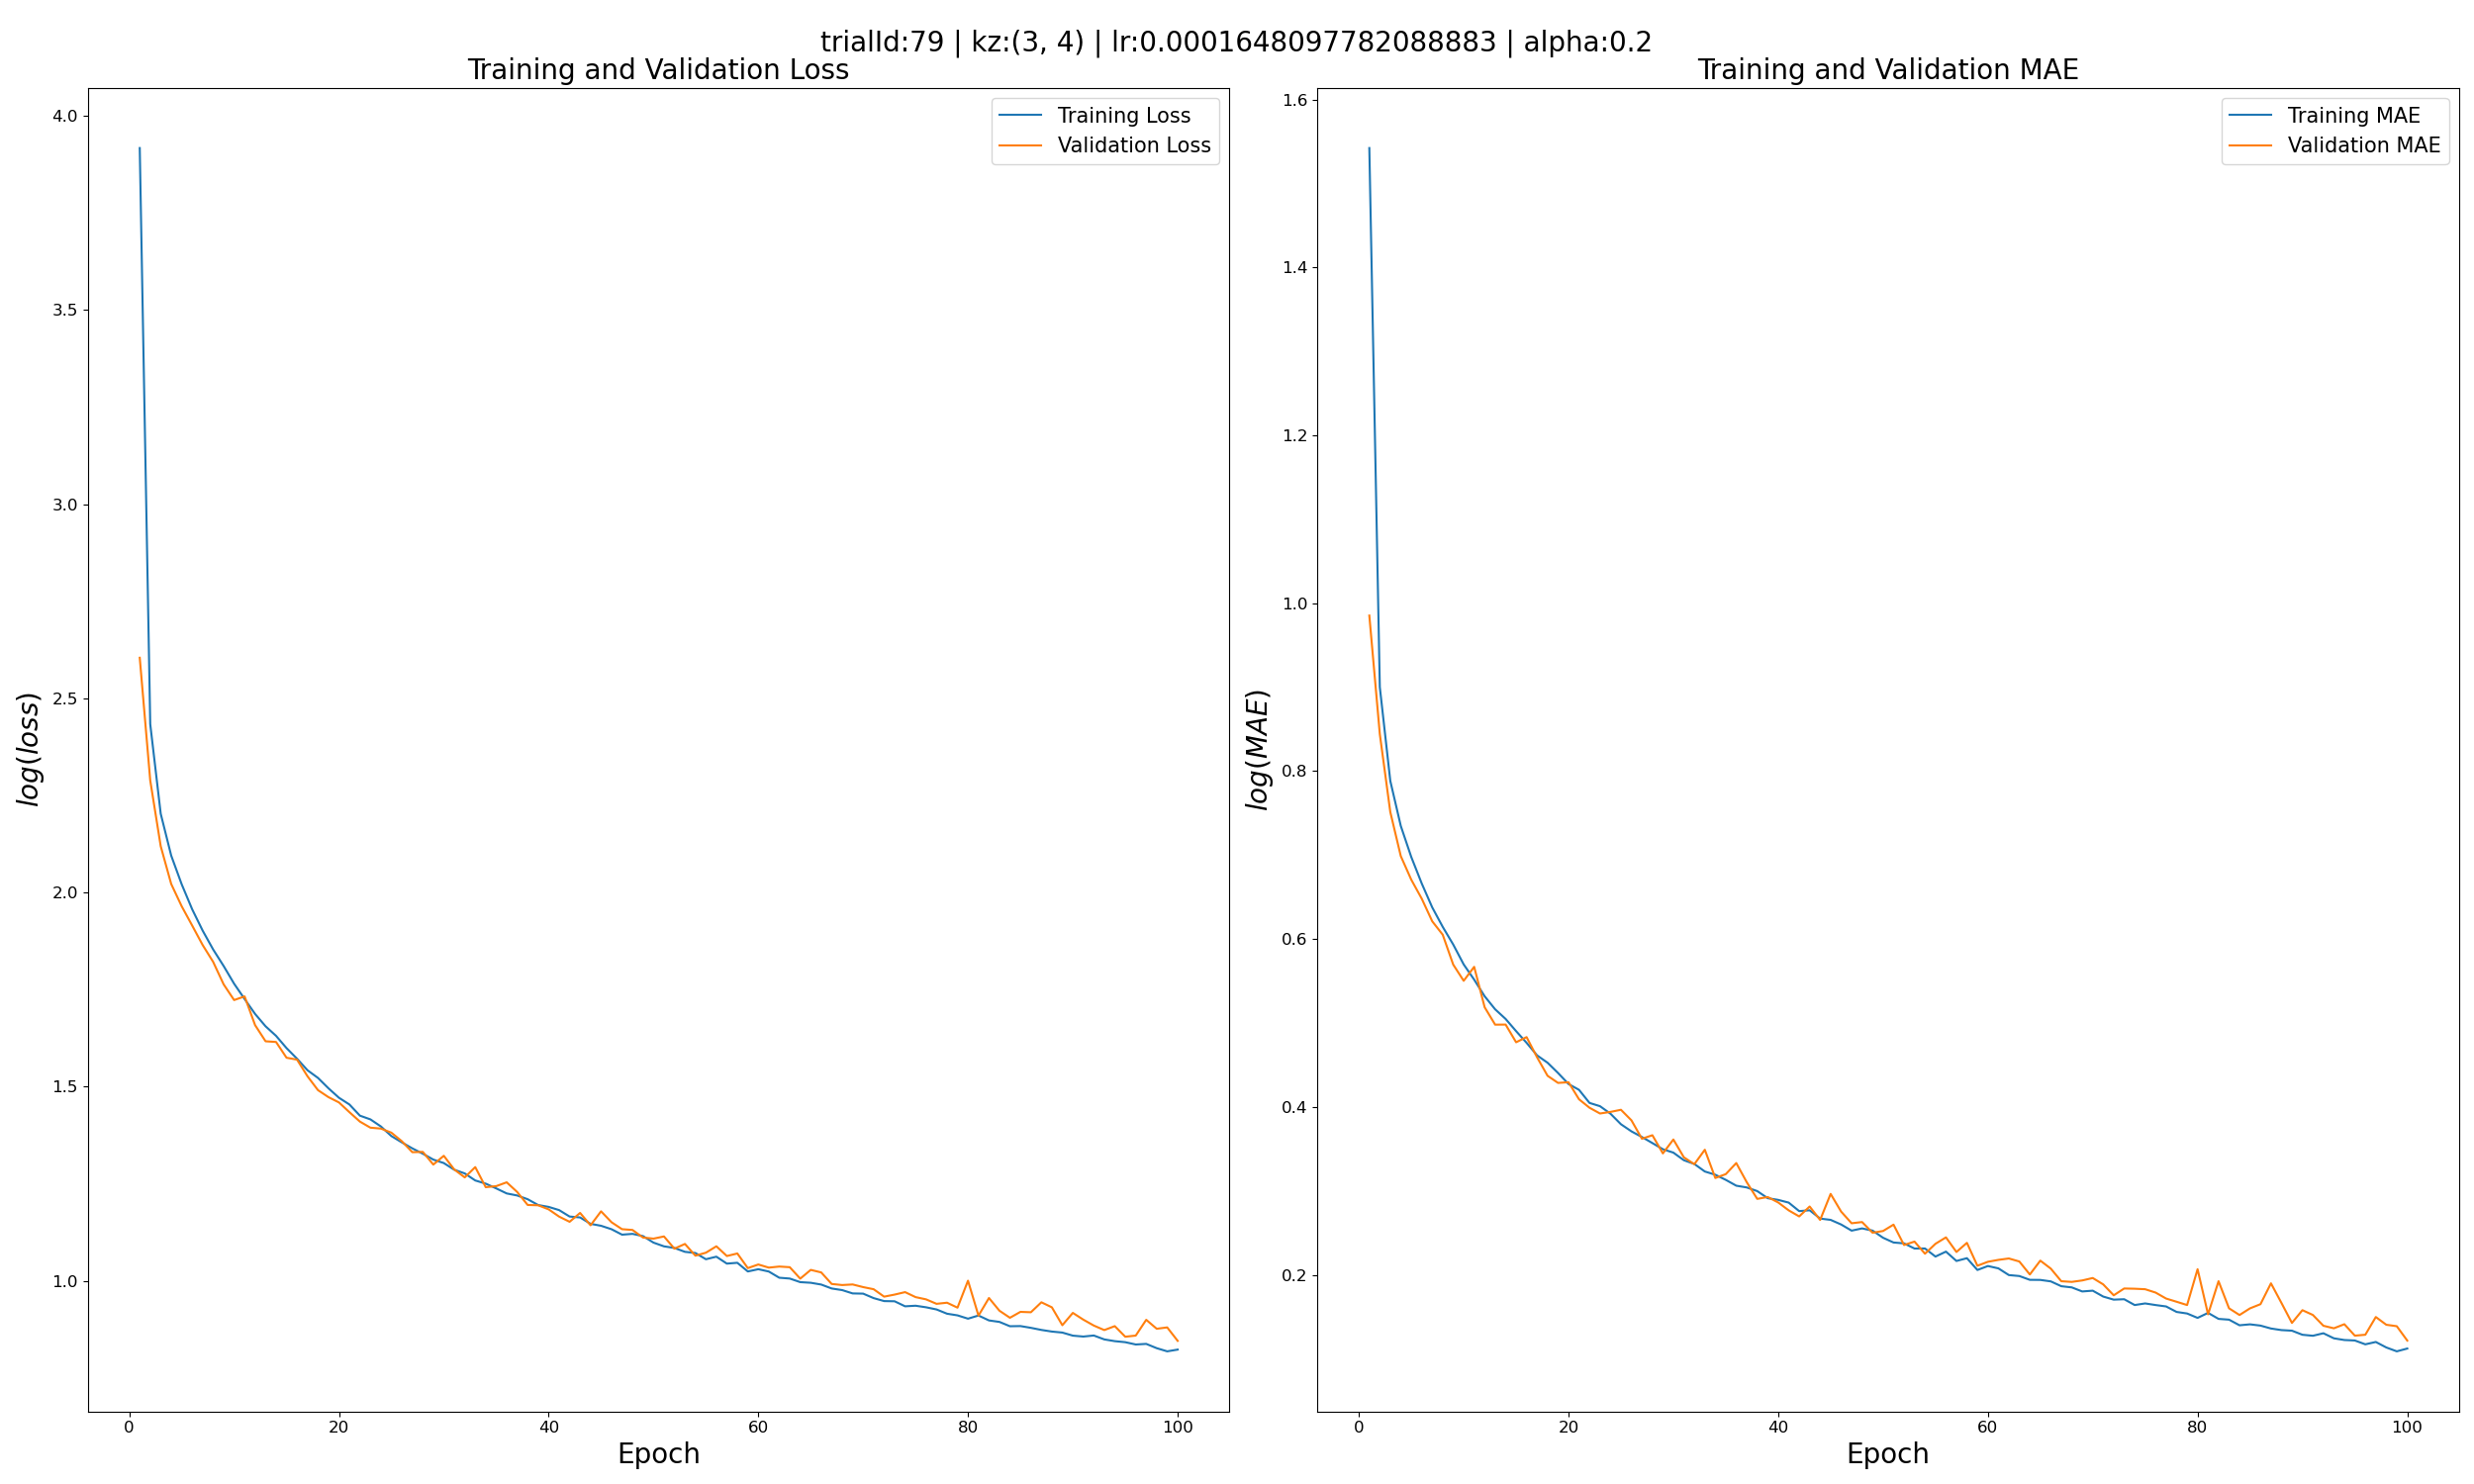 trialId:79 | kz:(3, 4) | lr:0.0001648097782088883 | alpha:0.2
Training and Validation Loss
4.0
3.5
3.0
2.5
2.0
1.5
1.0
log(loss)
Training Loss
Validation Loss
0 20 40 60 80 100
Epoch
Training and Validation MAE
1.6
1.4
1.2
1.0
0.8
0.6
0.4
0.2
log(MAE)
Training MAE
Validation MAE
0 20 40 60 80 100
Epoch